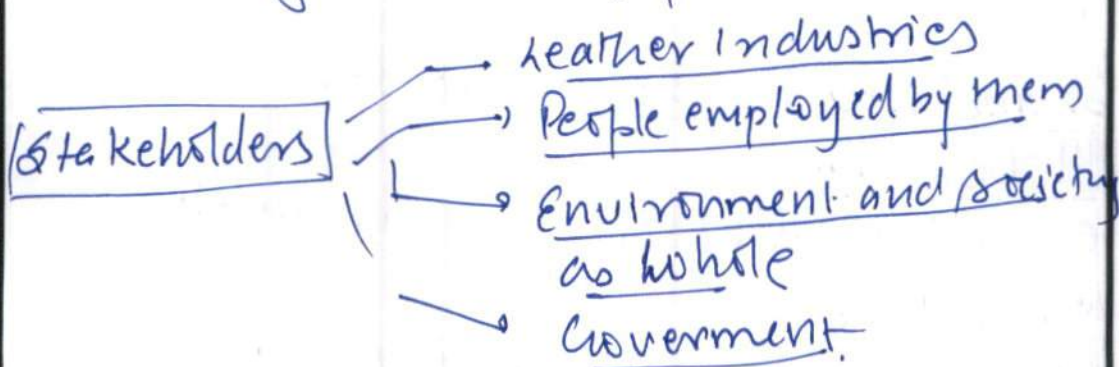 Stakeholders
Leather Industries
People employed by them
Environment and society
as whole
Goverment.